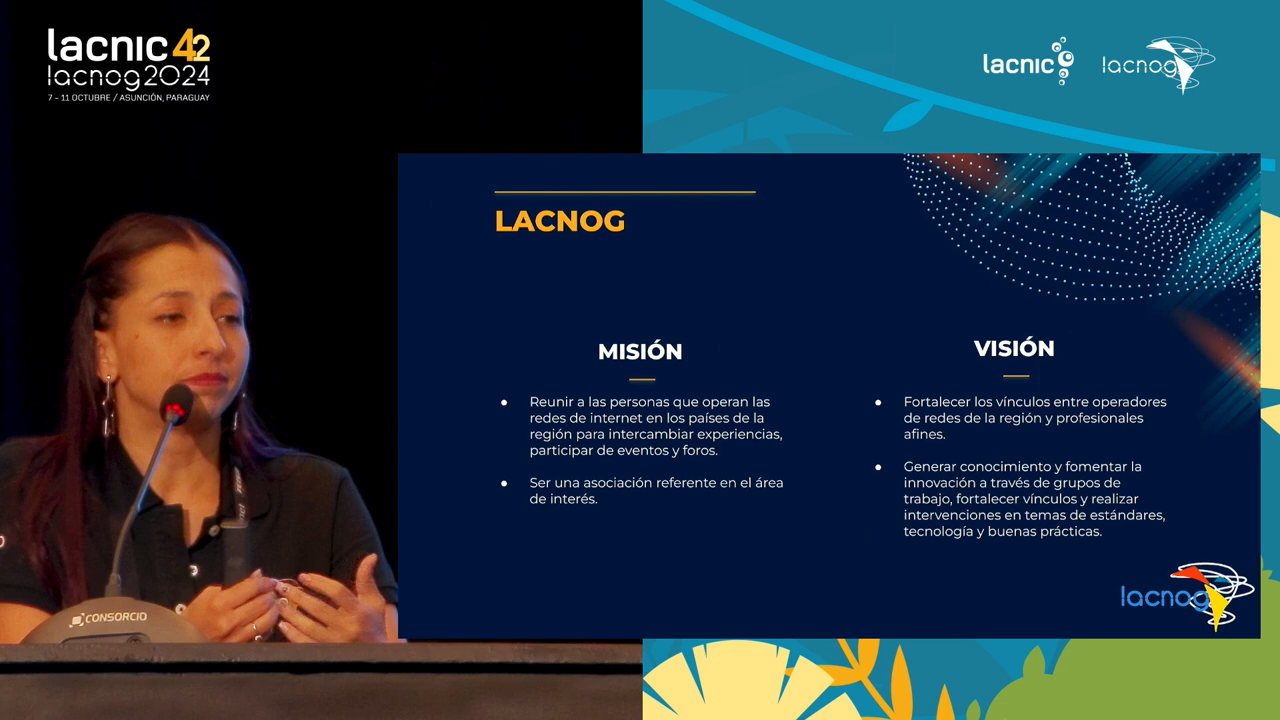 lacnic 42
lacnog2024
7 - 11 OCTUBRE / ASUNCIÓN, PARAGUAY
lacnic
lacnog
LACNOG
MISIÓN
● Reunir a las personas que operan las
redes de internet en los países de la
región para intercambiar experiencias,
participar de eventos y foros.
● Ser una asociación referente en el área
de interés.
VISIÓN
● Fortalecer los vínculos entre operadores
de redes de la región y profesionales
afines.
● Generar conocimiento y fomentar la
innovación a través de grupos de
trabajo, fortalecer vínculos y realizar
intervenciones en temas de estándares,
tecnología y buenas prácticas.
lacnog
CONSORCIO